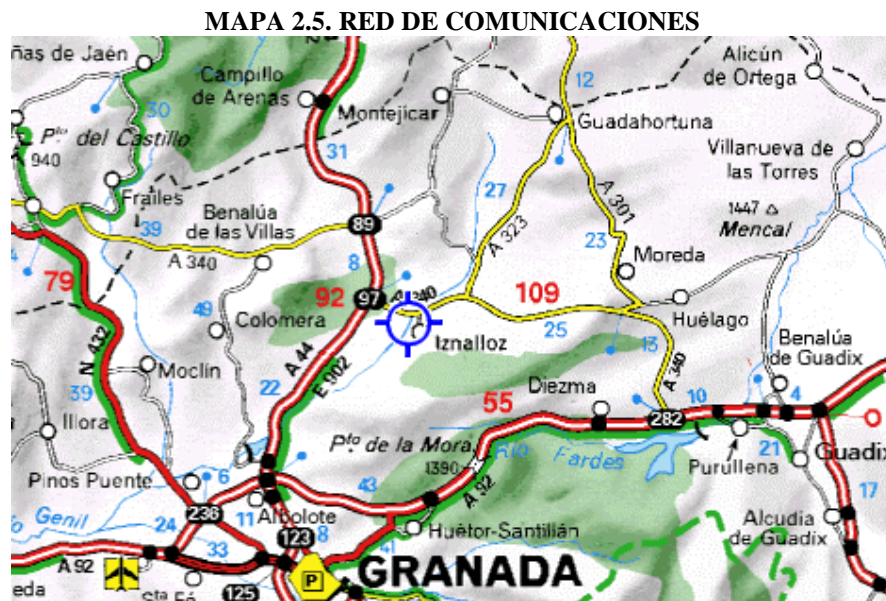 MAPA 2.5. RED DE COMUNICACIONES
ñas de Jaén
Campillo
de Arenas
12
Alicún
de Ortega
30
Montejícar
Guadahortuna
Pto. del Castillo
A 940
31
Villanueva de
las Torres
Frailes
27
A 301
Benalúa
de las Villas
1447
Mencal
39
89
A 323
23
A 340
8
Moreda
79
92
97
109
49
Colomera
Iznalloz
25
Huélago
13
Benalúa
de Guadix
N 432
A 44
E 902
Moclín
22
Diezma
A 340
39
55
10
4
Illora
282
Pto de la Mora
1390
Río Fardes
21
Guadix
Purullena
Pinos Puente
6
A 92
43
17
236
Genil
11
Albolote
Huétor-Santillán
Alcudia
de Guadix
24
123
8
33
41
A 92
P
GRANADA
eda
Sta Fé
125